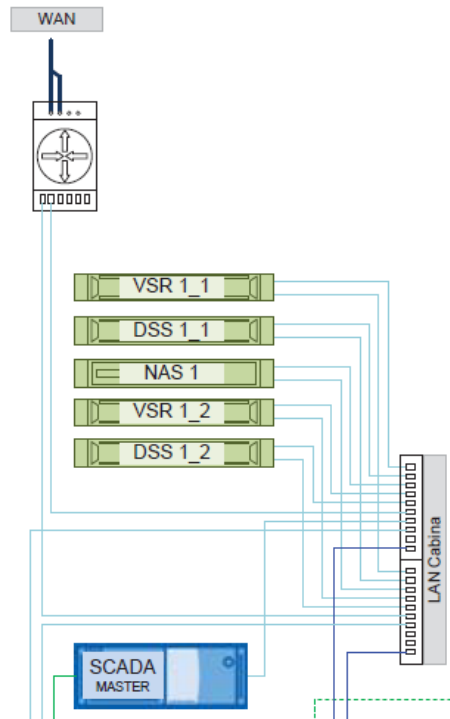 WAN
VSR 1_1
DSS 1_1
NAS 1
VSR 1_2
DSS 1_2
LAN Cabina
SCADA
MASTER